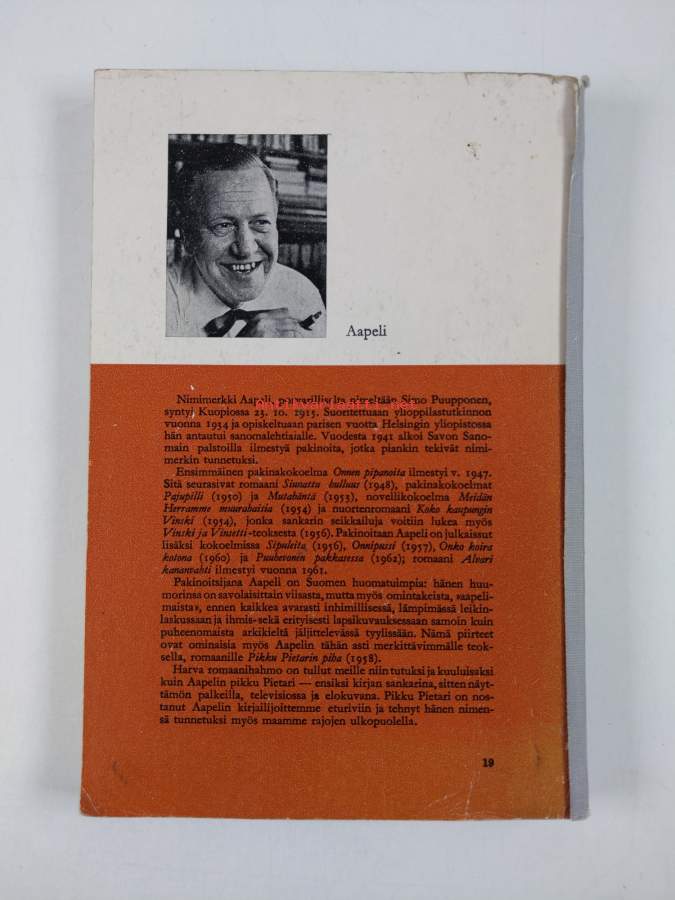 Aapeli
Nimimerkki Aapeli, porvarillisita nimeltään Simo Puupponen,
syntyi Kuopiossa 23. 10. 1915. Suoritettuaan ylioppilastutkinnon
vuonna 1934 ja opiskeltuaan parisen vuotta Helsingin yliopistossa
hän antautui sanomalehtialalle. Vuodesta 1941 alkoi Savon Sano-
main palstoilla ilmestyä pakinoita, jotka piankin tekivät nimi-
merkin tunnetuksi.
Ensimmäinen pakinakokoelma Onnen pipanoita ilmestyi v. 1947.
Sitä seurasivat romaani Siunattu hulluus (1948), pakinakokoelmat
Pajupilli (1950) ja Mutahäntä (1953), novellikokoelma Meidän
Herramme muurahaisia (1954) ja nuortenromaani Koko kaupungin
Vinski (1954), jonka sankarin seikkailuja voitiin lukea myös
Vinski ja Vinsetti-teoksesta (1956). Pakinoitaan Aapeli on julkaissut
lisäksi kokoelmissa Sipuleita (1956), Onnipussi (1957), Onko koira
kotona (1960) ja Puuhevonen pakkasessa (1962); romaani Alvari
kananvahti ilmestyi vuonna 1961.
Pakinoitsijana Aapeli on Suomen huomatuimpia: hänen huu-
morinsa on savolaisittain viisasta, mutta myös omintakeista, »aapeli-
maista», ennen kaikkea avarasti inhimillisessä, lämpimässä leikin-
laskussaan ja ihmis- sekä erityisesti lapsikuvauksessaan samoin kuin
puheenomaista arkikieltä jäljittelevässä tyylissään. Nämä piirteet
ovat ominaisia myös Aapelin tähän asti merkittävimmälle teok-
sella, romaanille Pikku Pietarin piha (1958).
Harva romaanihahmo on tullut meille niin tutuksi ja kuuluisaksi
kuin Aapelin pikku Pietari — ensiksi kirjan sankarina, sitten näyt-
tämön palkeilla, televisiossa ja elokuvana. Pikku Pietari on nos-
tanut Aapelin kirjailijoittemme eturiviin ja tehnyt hänen nimen-
sä tunnetuksi myös maamme rajojen ulkopuolella.
19